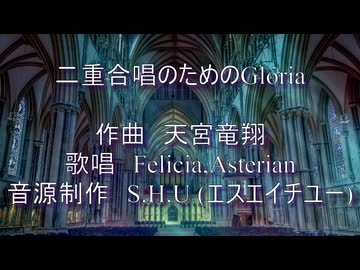 二重合唱のためのGloria
作曲　天宮竜翔
歌唱　Felicia,Asterian
音源制作　S.H.U (エスエイチユー)